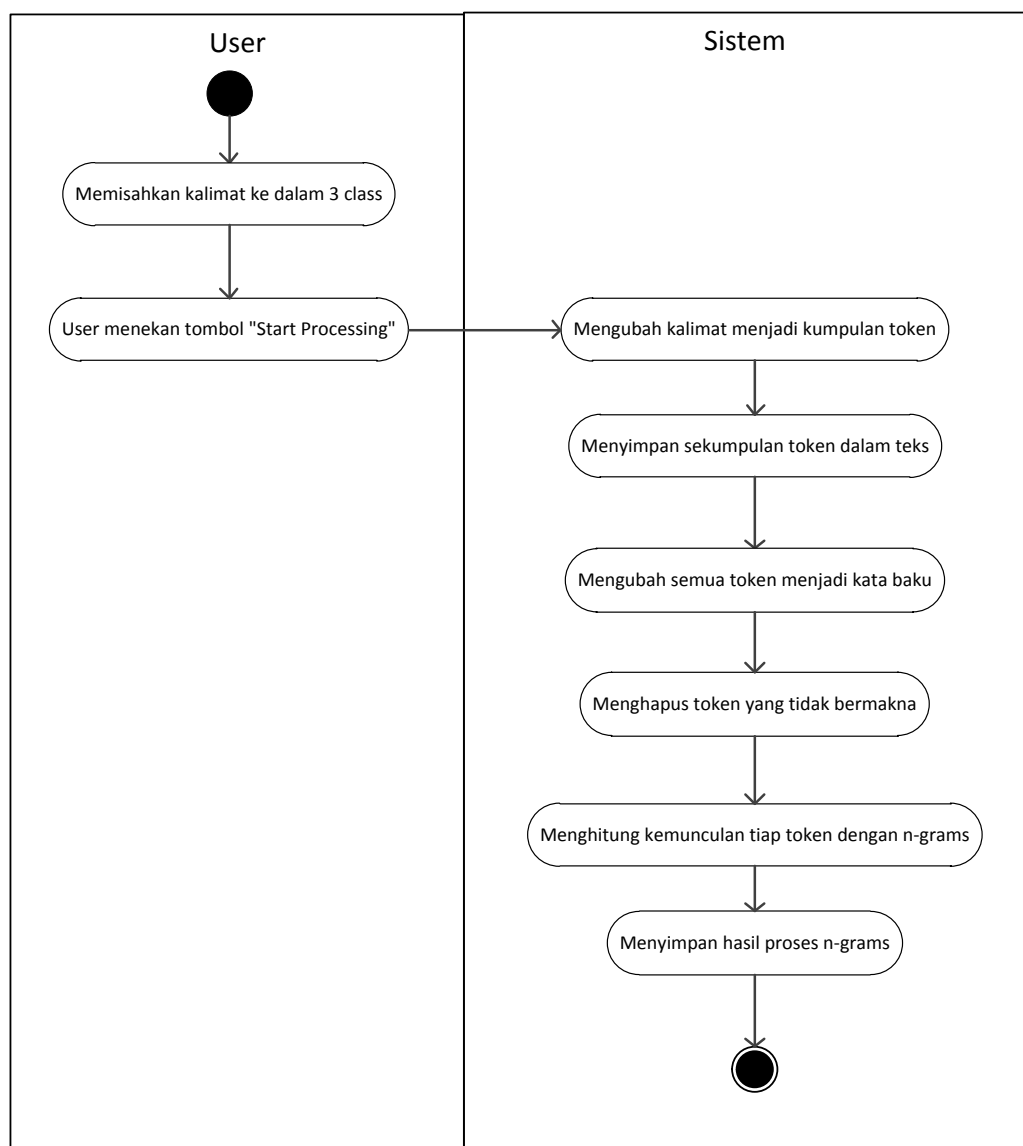 User
Sistem
Memisahkan kalimat ke dalam 3 class
User menekan tombol "Start Processing"
Mengubah kalimat menjadi kumpulan token
Menyimpan sekumpulan token dalam teks
Mengubah semua token menjadi kata baku
Menghapus token yang tidak bermakna
Menghitung kemunculan tiap token dengan n-grams
Menyimpan hasil proses n-grams